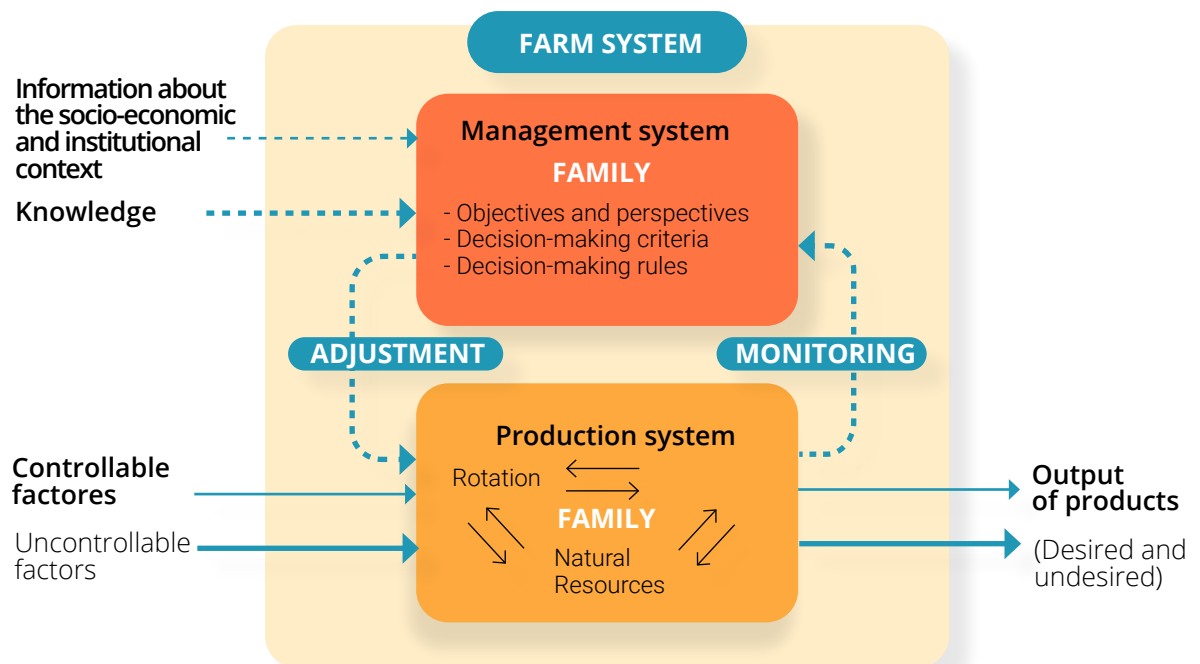 FARM SYSTEM
Information about
the socio-economic
and institutional
context
Knowledge
Management system
FAMILY
- Objectives and perspectives
- Decision-making criteria
- Decision-making rules
ADJUSTMENT
MONITORING
Production system
Rotation
FAMILY
Natural
Resources
Controllable
factores
Uncontrollable
factors
Output
of products
(Desired and
undesired)